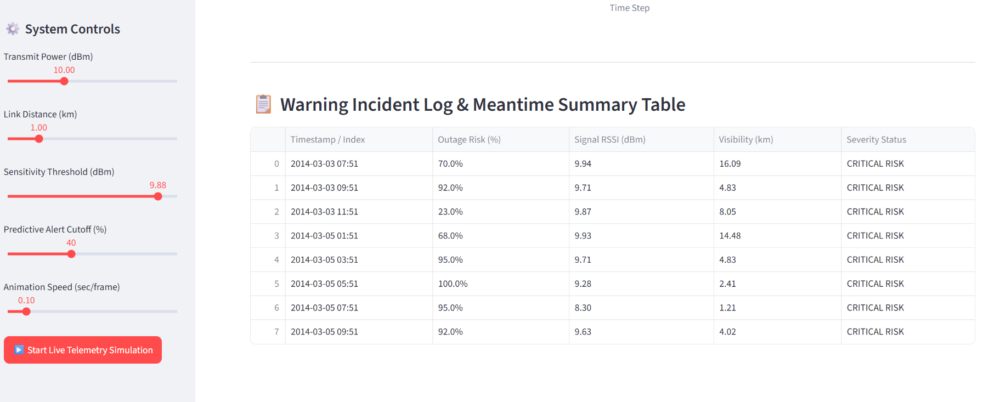 System Controls
Transmit Power (dBm)
10.00
Link Distance (km)
1.00
Sensitivity Threshold (dBm)
9.88
Predictive Alert Cutoff (%)
40
Animation Speed (sec/frame)
0.10
Start Live Telemetry Simulation
Time Step
Warning Incident Log & Meantime Summary Table
Timestamp / Index Outage Risk (%) Signal RSSI (dBm) Visibility (km) Severity Status
0 2014-03-03 07:51 70.0% 9.94 16.09 CRITICAL RISK
1 2014-03-03 09:51 92.0% 9.71 4.83 CRITICAL RISK
2 2014-03-03 11:51 23.0% 9.87 8.05 CRITICAL RISK
3 2014-03-05 01:51 68.0% 9.93 14.48 CRITICAL RISK
4 2014-03-05 03:51 95.0% 9.71 4.83 CRITICAL RISK
5 2014-03-05 05:51 100.0% 9.28 2.41 CRITICAL RISK
6 2014-03-05 07:51 95.0% 8.30 1.21 CRITICAL RISK
7 2014-03-05 09:51 92.0% 9.63 4.02 CRITICAL RISK